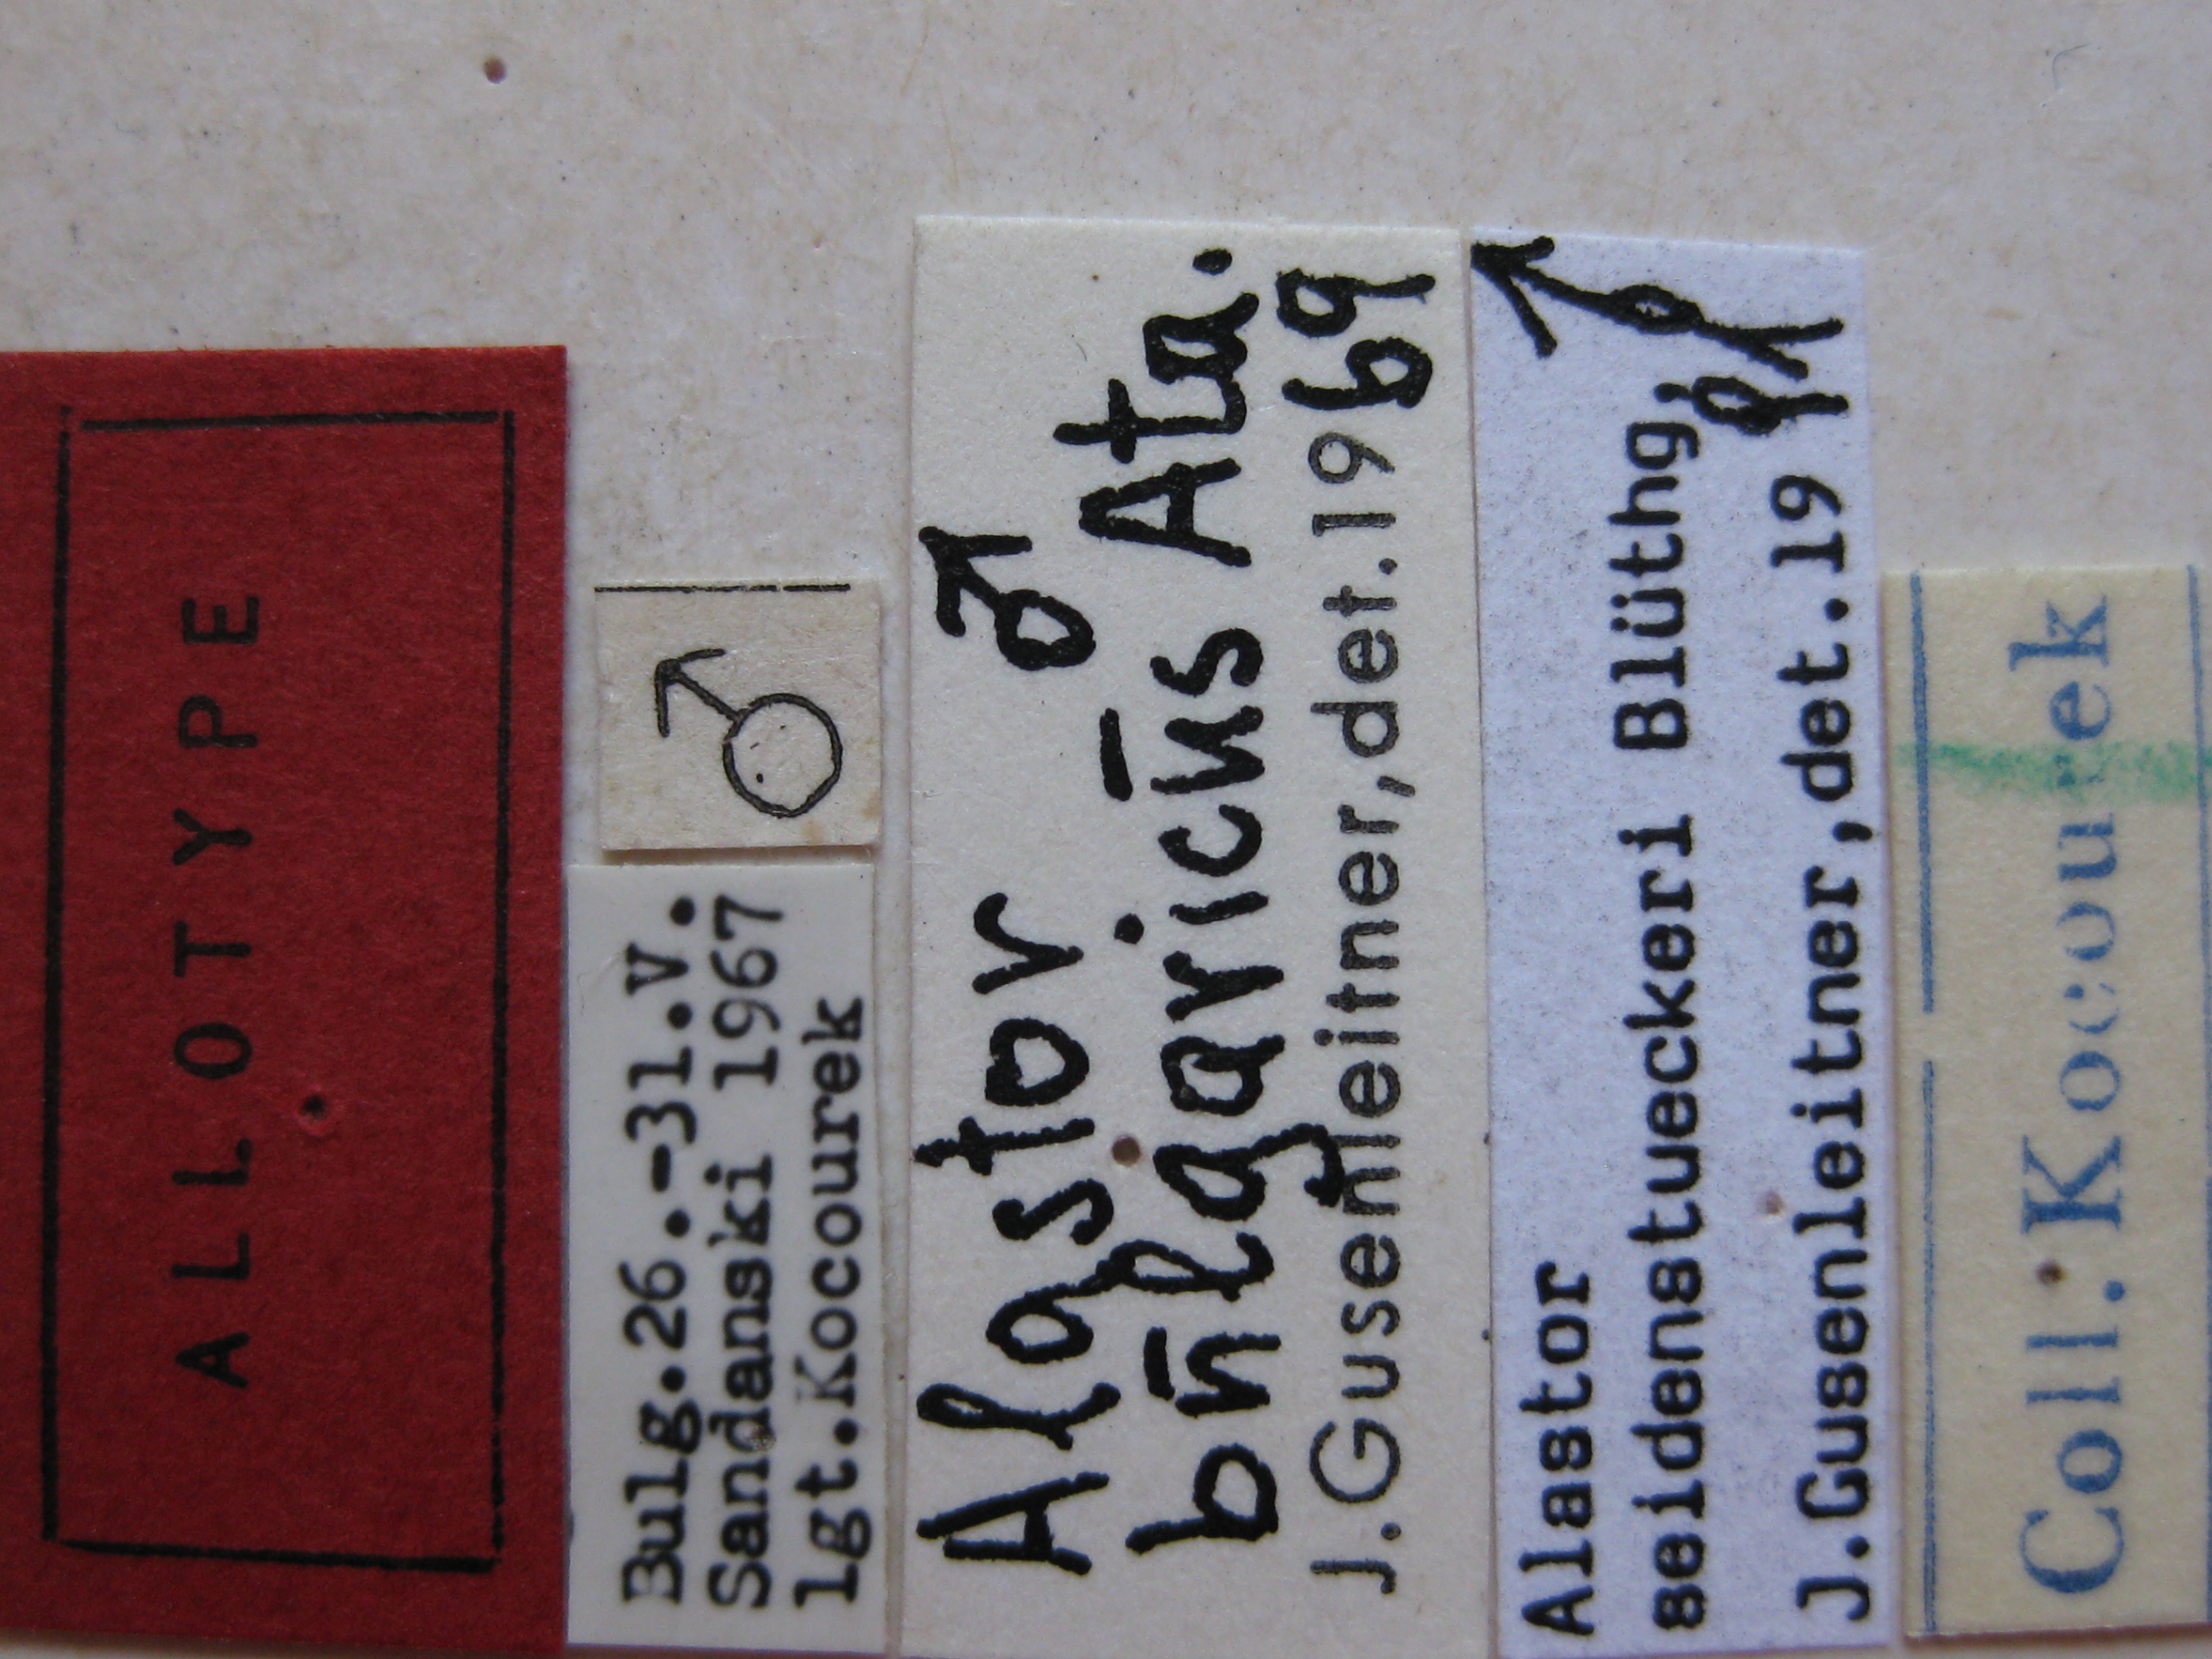 ALLOTYPE
♂
Bulg.26.-31.V.
Sandanski 1967
lgt.Kocourek
Alastor ♂
bulgaricus Ata.
J.Gusenleitner,det.1969
Alastor
seidenstueckeri Blüthg, ♂
J.Gusenleitner,det.19
Coll. Kocourek